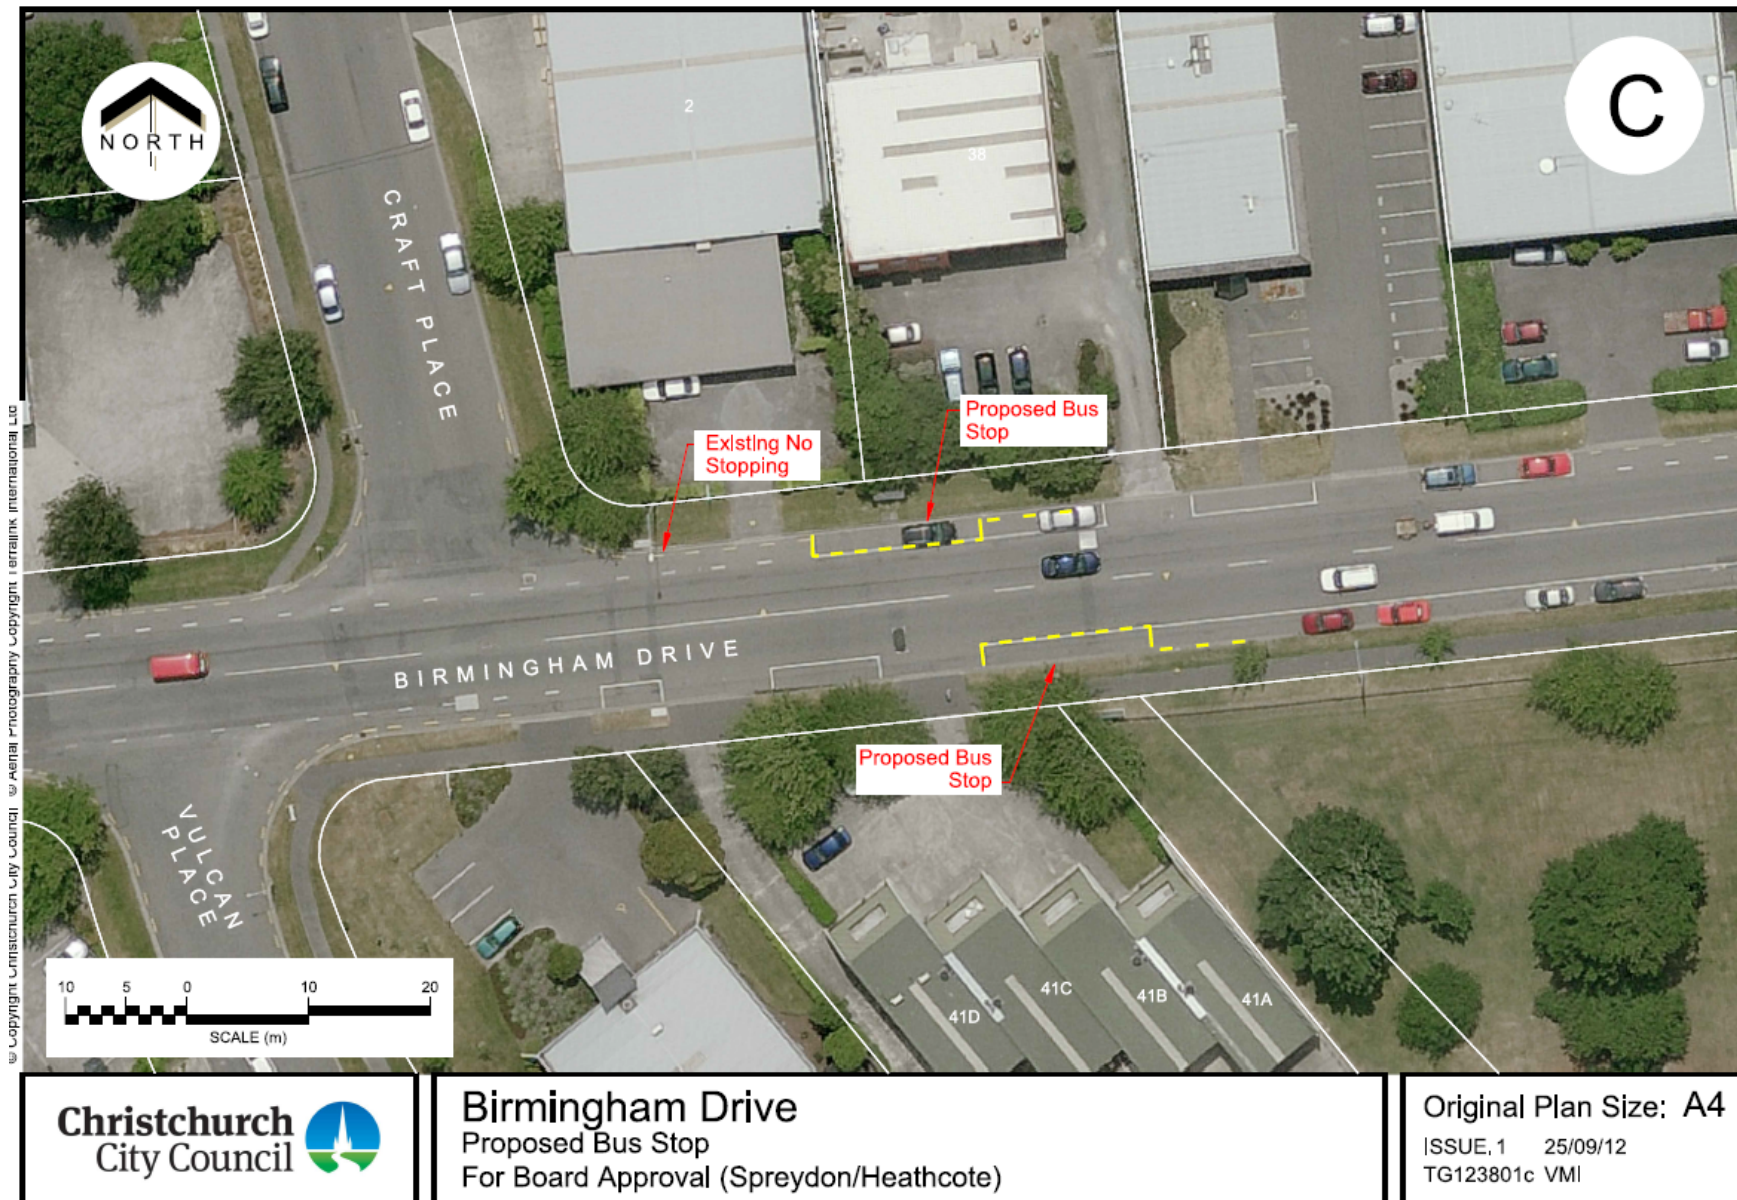 NORTH
C
2
38
CRAFT PLACE
Existing No
Stopping
Proposed Bus
Stop
BIRMINGHAM DRIVE
Proposed Bus
Stop
VULCAN
PLACE
41D
41C
41B
41A
10 5 0 10 20
SCALE (m)
Christchurch
City Council
Birmingham Drive
Proposed Bus Stop
For Board Approval (Spreydon/Heathcote)
Original Plan Size: A4
ISSUE. 1 25/09/12
TG123801c VMI